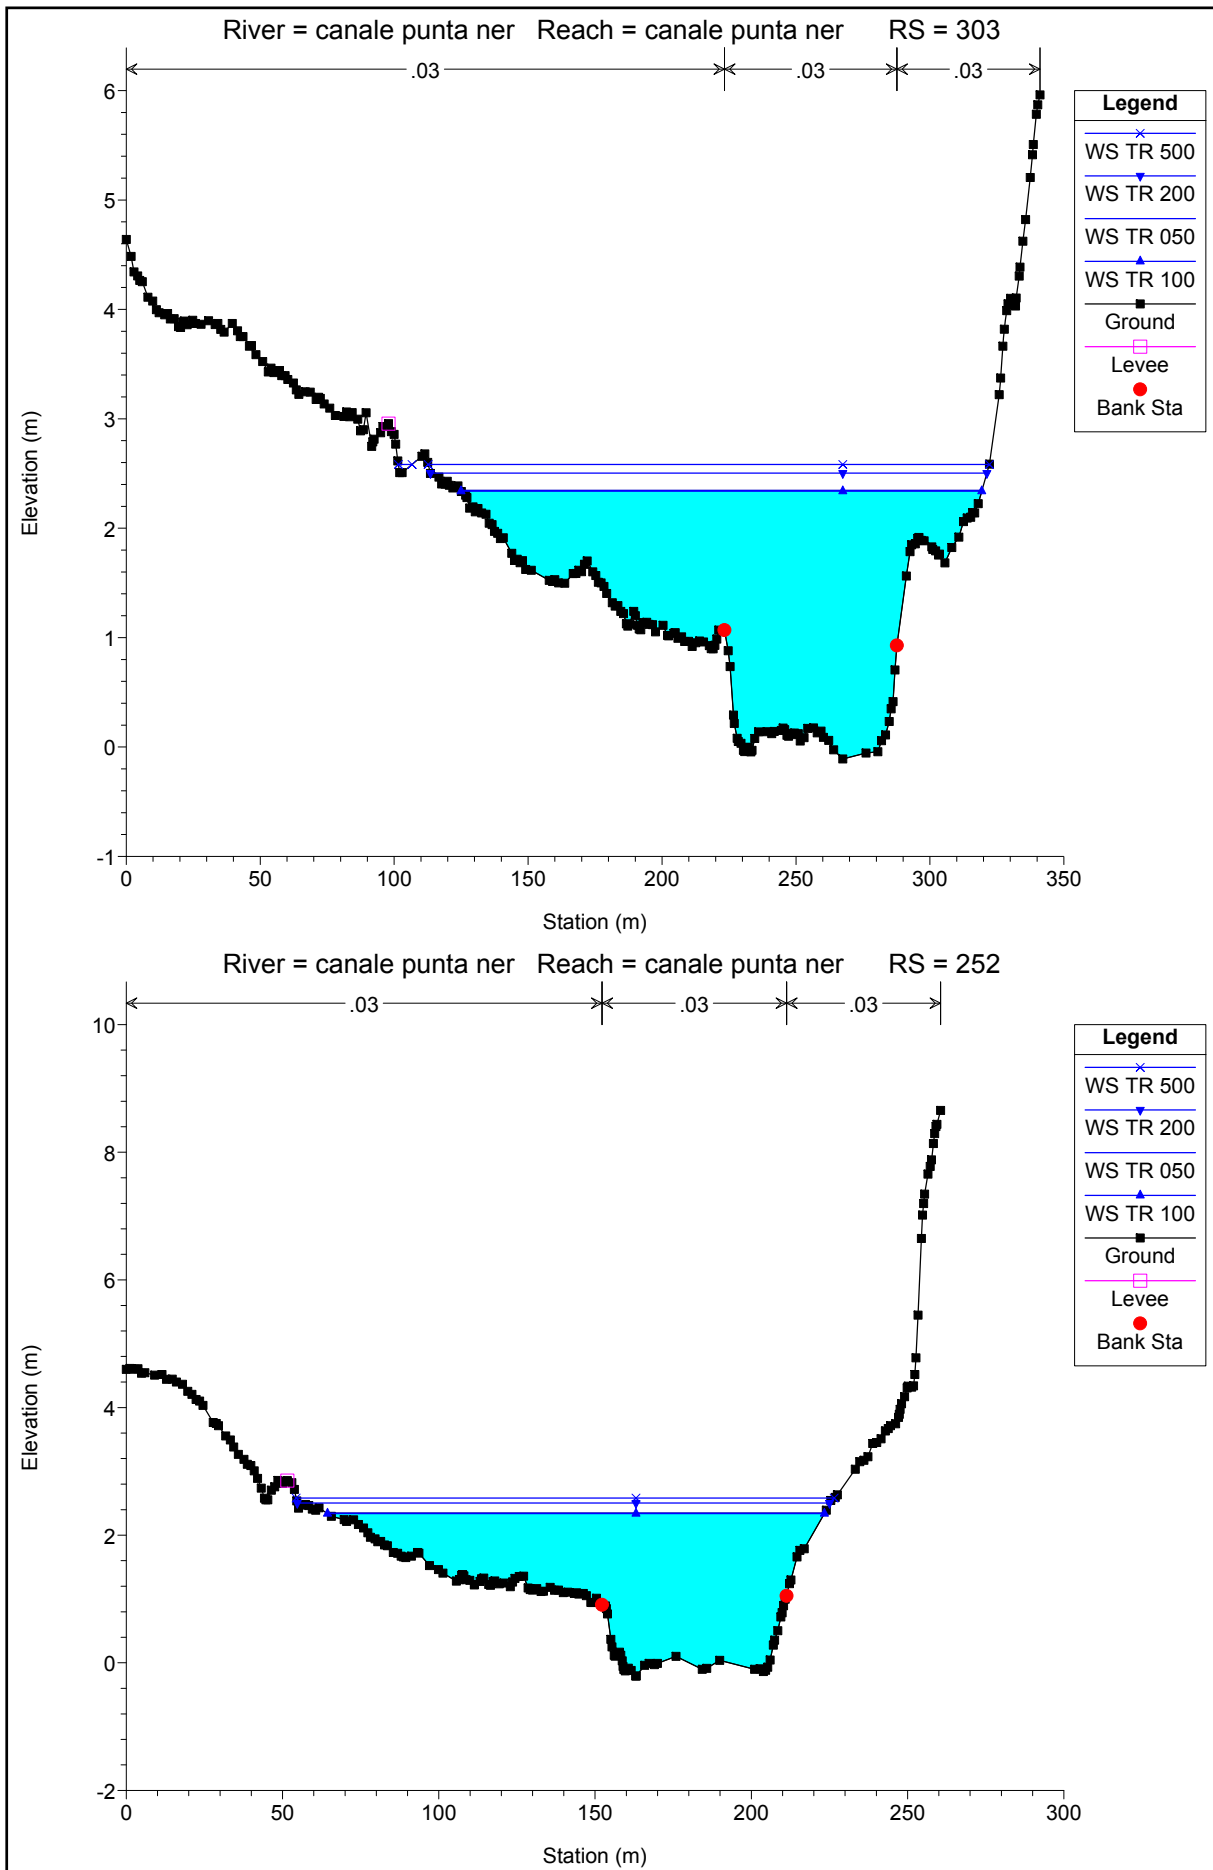 River = canale punta ner   Reach = canale punta ner      RS = 303
.03 .03 .03
Legend
WS TR 500
WS TR 200
WS TR 050
WS TR 100
Ground
Levee
Bank Sta
Elevation (m)
6
5
4
3
2
1
0
-1
0 50 100 150 200 250 300 350
Station (m)
River = canale punta ner   Reach = canale punta ner      RS = 252
.03 .03 .03
Legend
WS TR 500
WS TR 200
WS TR 050
WS TR 100
Ground
Levee
Bank Sta
Elevation (m)
10
8
6
4
2
0
-2
0 50 100 150 200 250 300
Station (m)